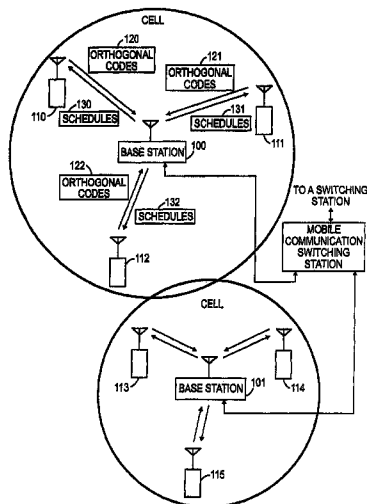 CELL
120
ORTHOGONAL
CODES
121
ORTHOGONAL
CODES
110
130
SCHEDULES
131
SCHEDULES
111
122
BASE STATION
100
ORTHOGONAL
CODES
132
SCHEDULES
112
TO A SWITCHING
STATION
MOBILE
COMMUNICATION
SWITCHING
STATION
CELL
113
114
BASE STATION
101
115